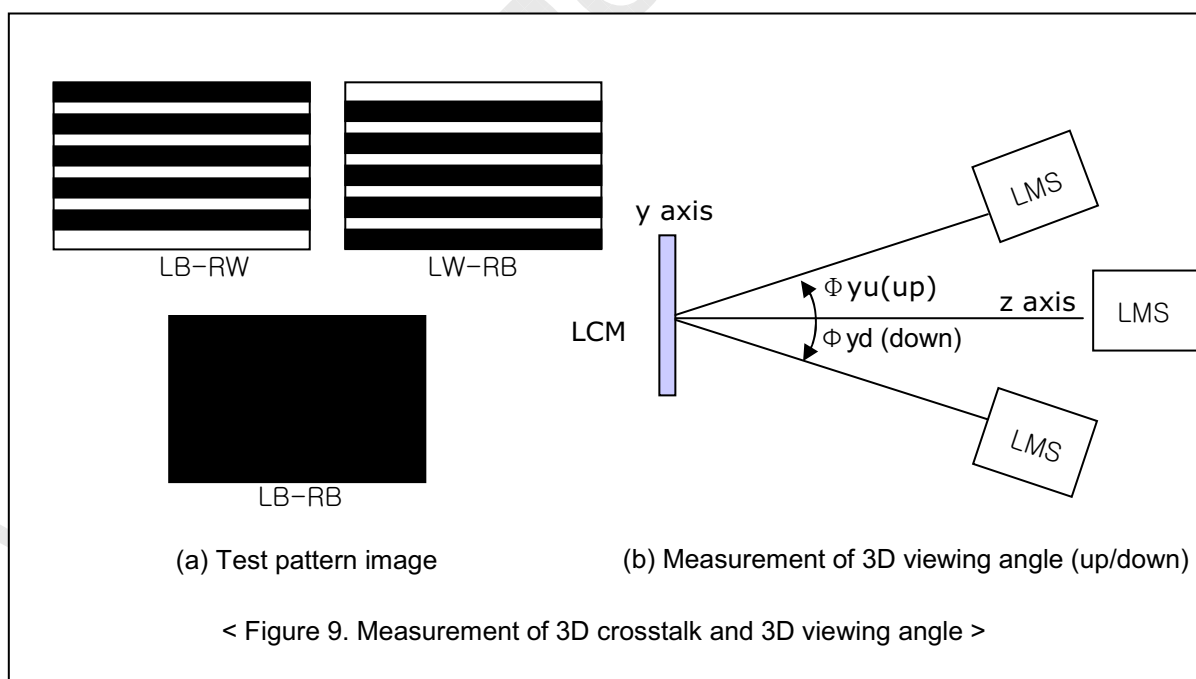 LB-RW
LW-RB
LB-RB
(a) Test pattern image
y axis
LCM
Φyu(up)
z axis
Φyd (down)
LMS
LMS
LMS
(b) Measurement of 3D viewing angle (up/down)
< Figure 9. Measurement of 3D crosstalk and 3D viewing angle >